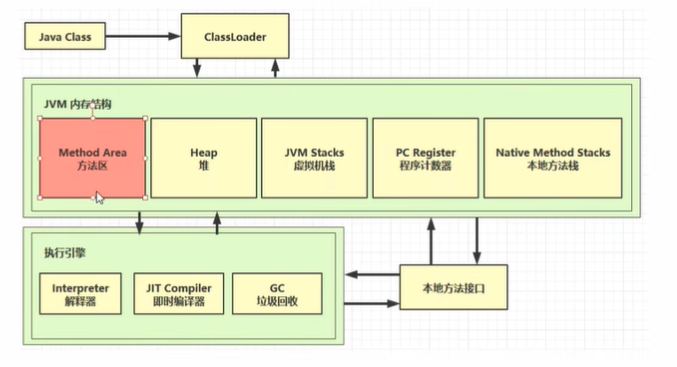 Java Class
ClassLoader
JVM 内存结构
Method Area
方法区
Heap
堆
JVM Stacks
虚拟机栈
PC Register
程序计数器
Native Method Stacks
本地方法栈
执行引擎
Interpreter
解释器
JIT Compiler
即时编译器
GC
垃圾回收
本地方法接口